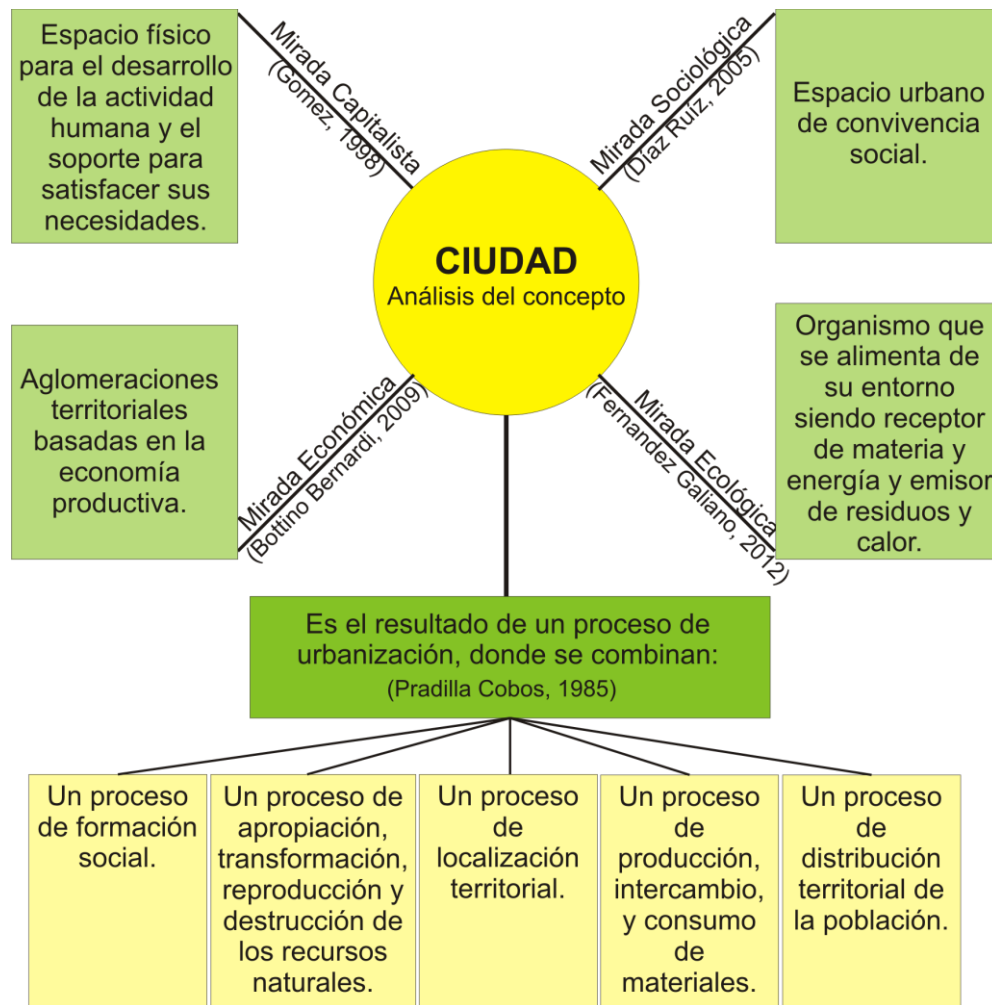 Espacio físico
para el desarrollo
de la actividad
humana y el
soporte para
satisfacer sus
necesidades.
Mirada Capitalista
(Gomez, 1998)
Mirada Sociológica
(Díaz Ruíz, 2005)
Espacio urbano
de convivencia
social.
CIUDAD
Análisis del concepto
Aglomeraciones
territoriales
basadas en la
economía
productiva.
Mirada Económica
(Bottino Bernardi, 2009)
Mirada Ecológica
(Fernandez Galiano, 2012)
Organismo que
se alimenta de
su entorno
siendo receptor
de materia y
energía y emisor
de residuos y
calor.
Es el resultado de un proceso de
urbanización, donde se combinan:
(Pradilla Cobos, 1985)
Un proceso
de formación
social.
Un proceso de
apropiación,
transformación,
reproducción y
destrucción de
los recursos
naturales.
Un proceso
de
localización
territorial.
Un proceso
de
producción,
intercambio,
y consumo
de
materiales.
Un proceso
de
distribución
territorial de
la población.